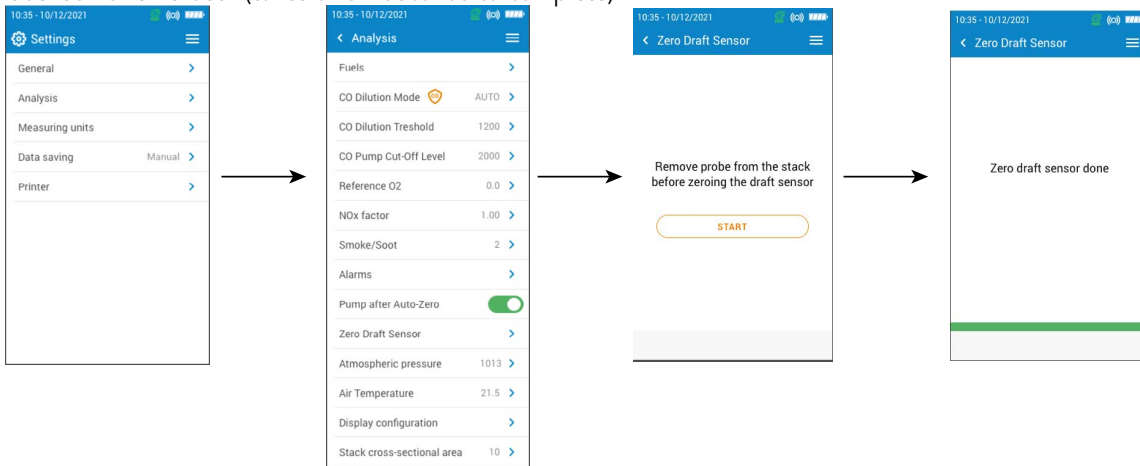 10:35 - 10/12/2021
Settings
General
Analysis
Measuring units
Data saving Manual
Printer
10:35 - 10/12/2021
Analysis
Fuels
CO Dilution Mode CO AUTO
CO Dilution Treshold 1200
CO Pump Cut-Off Level 2000
Reference O2 0.0
NOx factor 1.00
Smoke/Soot 2
Alarms
Pump after Auto-Zero
Zero Draft Sensor
Atmospheric pressure 1013
Air Temperature 21.5
Display configuration
Stack cross-sectional area 10
10:35 - 10/12/2021
Zero Draft Sensor
Remove probe from the stack
before zeroing the draft sensor
START
10:35 - 10/12/2021
Zero Draft Sensor
Zero draft sensor done